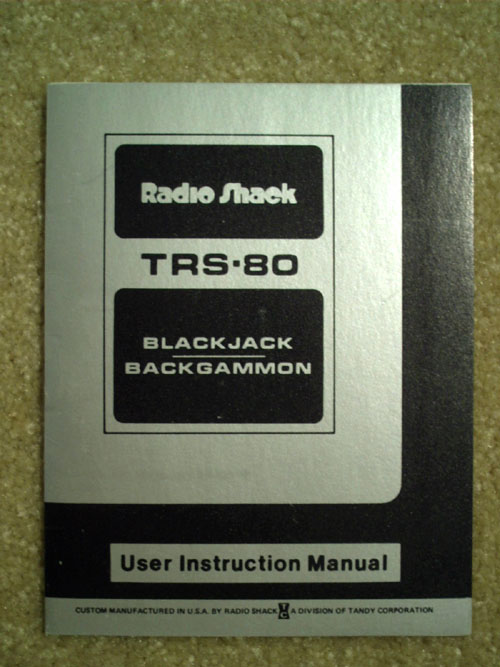 Radio Shack
TRS-80
BLACKJACK
BACKGAMMON
User Instruction Manual
CUSTOM MANUFACTURED IN U.S.A. BY RADIO SHACK TC A DIVISION OF TANDY CORPORATION